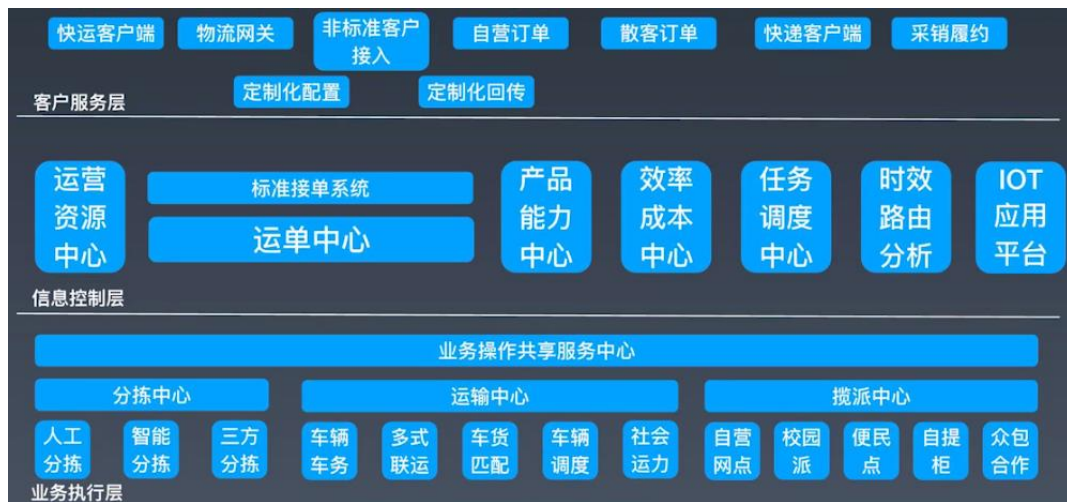 快运客户端
物流网关
非标准客户
接入
自营订单
散客订单
快递客户端
采销履约
定制化配置
定制化回传
客户服务层
运营
资源
中心
标准接单系统
运单中心
产品
能力
中心
效率
成本
中心
任务
调度
中心
时效
路由
分析
IOT
应用
平台
信息控制层
业务操作共享服务中心
分拣中心
运输中心
揽派中心
人工
分拣
智能
分拣
三方
分拣
车辆
车务
多式
联运
车货
匹配
车辆
调度
社会
运力
自营
网点
校园
派
便民
点
自提
柜
众包
合作
业务执行层